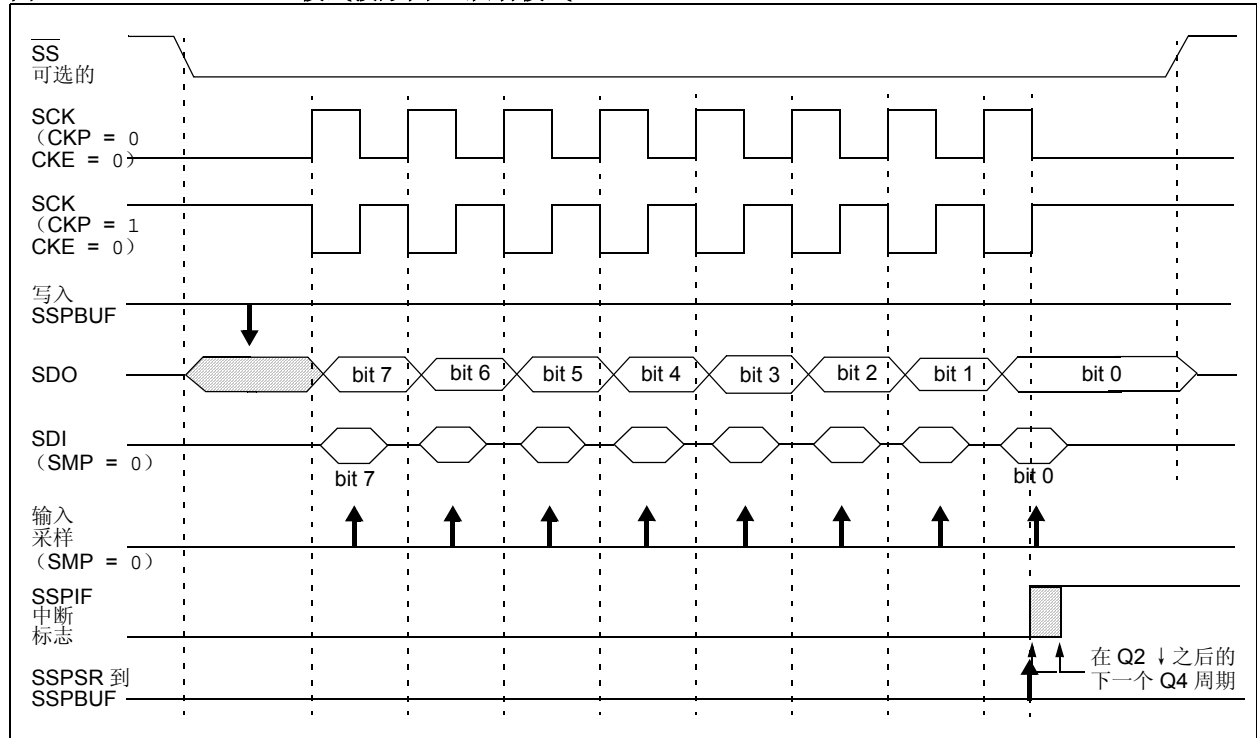 SS
可选的
SCK
（CKP = 0
CKE = 0）
SCK
（CKP = 1
CKE = 0）
写入
SSPBUF
SDO
bit 7 bit 6 bit 5 bit 4 bit 3 bit 2 bit 1 bit 0
SDI
（SMP = 0）
bit 7 bit 0
输入
采样
（SMP = 0）
SSPIF
中断
标志
在 Q2 ↓之后的
下一个 Q4 周期
SSPSR 到
SSPBUF